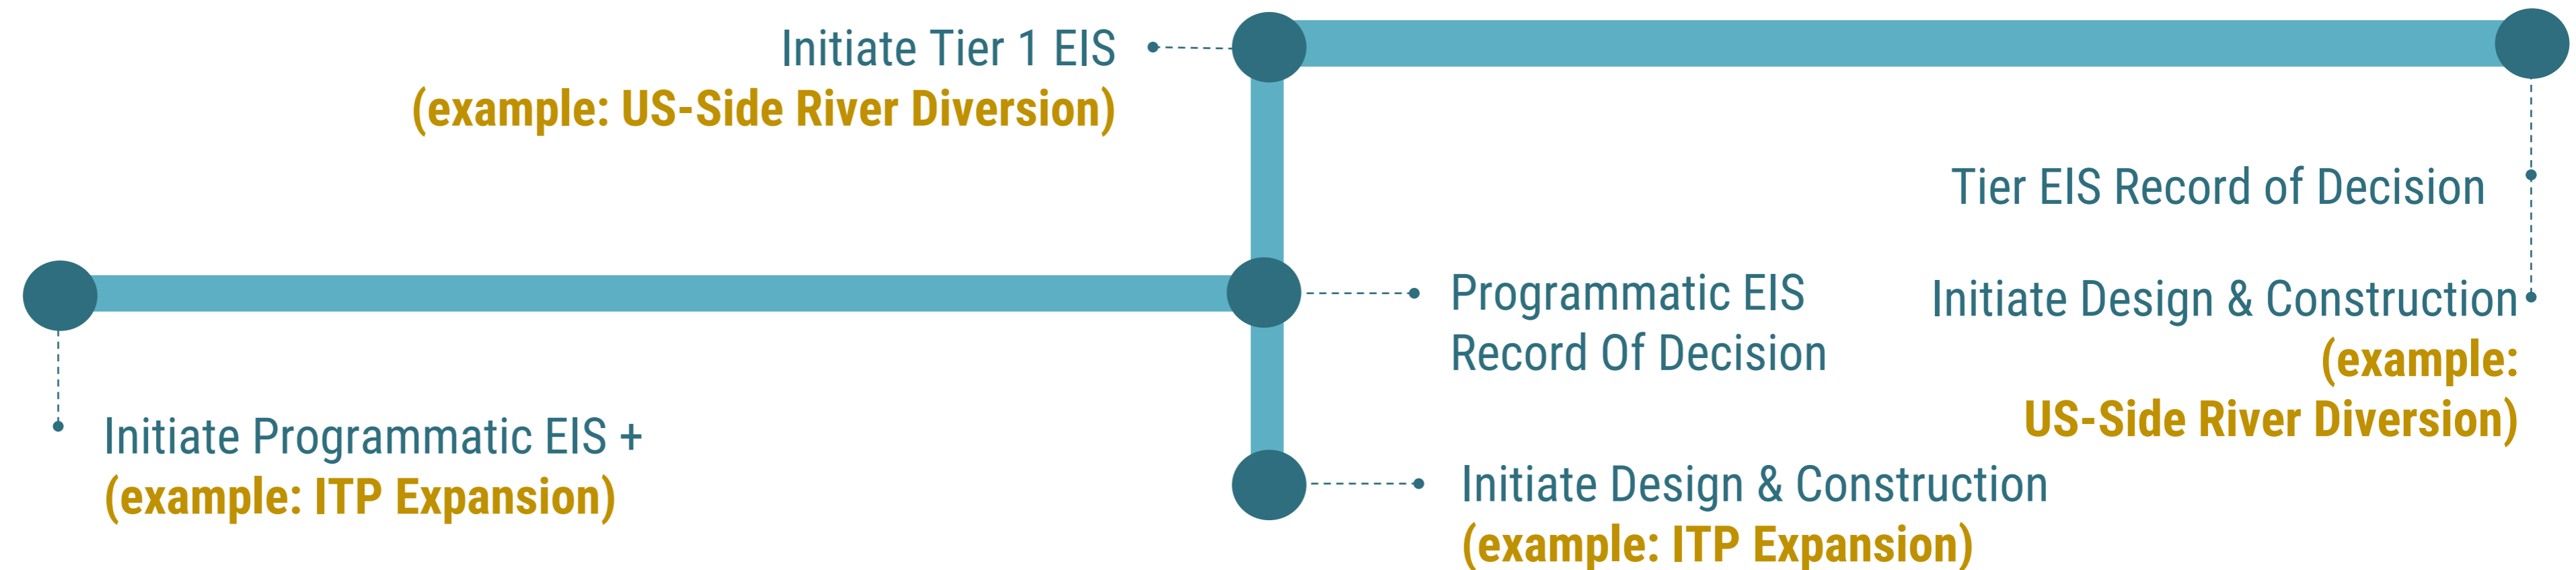 Initiate Tier 1 EIS
(example: US-Side River Diversion)
Tier EIS Record of Decision
Programmatic EIS
Record Of Decision
Initiate Design & Construction
(example:
US-Side River Diversion)
Initiate Programmatic EIS +
(example: ITP Expansion)
Initiate Design & Construction
(example: ITP Expansion)